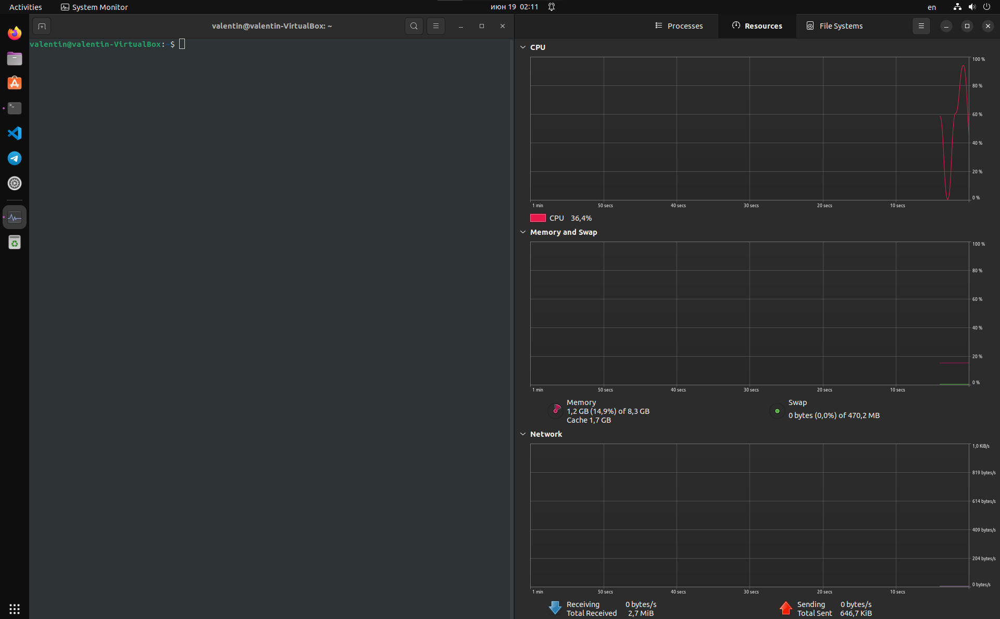 Activities System Monitor июн 19 02:11 en
valentin@valentin-VirtualBox: ~
valentin@valentin-VirtualBox:~$
Processes Resources File Systems
CPU
100 %
80 %
60 %
40 %
20 %
0 %
1 min 50 secs 40 secs 30 secs 20 secs 10 secs
CPU 36,4%
Memory and Swap
100 %
80 %
60 %
40 %
20 %
0 %
1 min 50 secs 40 secs 30 secs 20 secs 10 secs
Memory
1,2 GB (14,9%) of 8,3 GB
Cache 1,7 GB
Swap
0 bytes (0,0%) of 470,2 MB
Network
1,0 KiB/s
819 bytes/s
614 bytes/s
409 bytes/s
204 bytes/s
0 bytes/s
1 min 50 secs 40 secs 30 secs 20 secs 10 secs
Receiving 0 bytes/s
Total Received 2,7 MiB
Sending 0 bytes/s
Total Sent 646,7 KiB